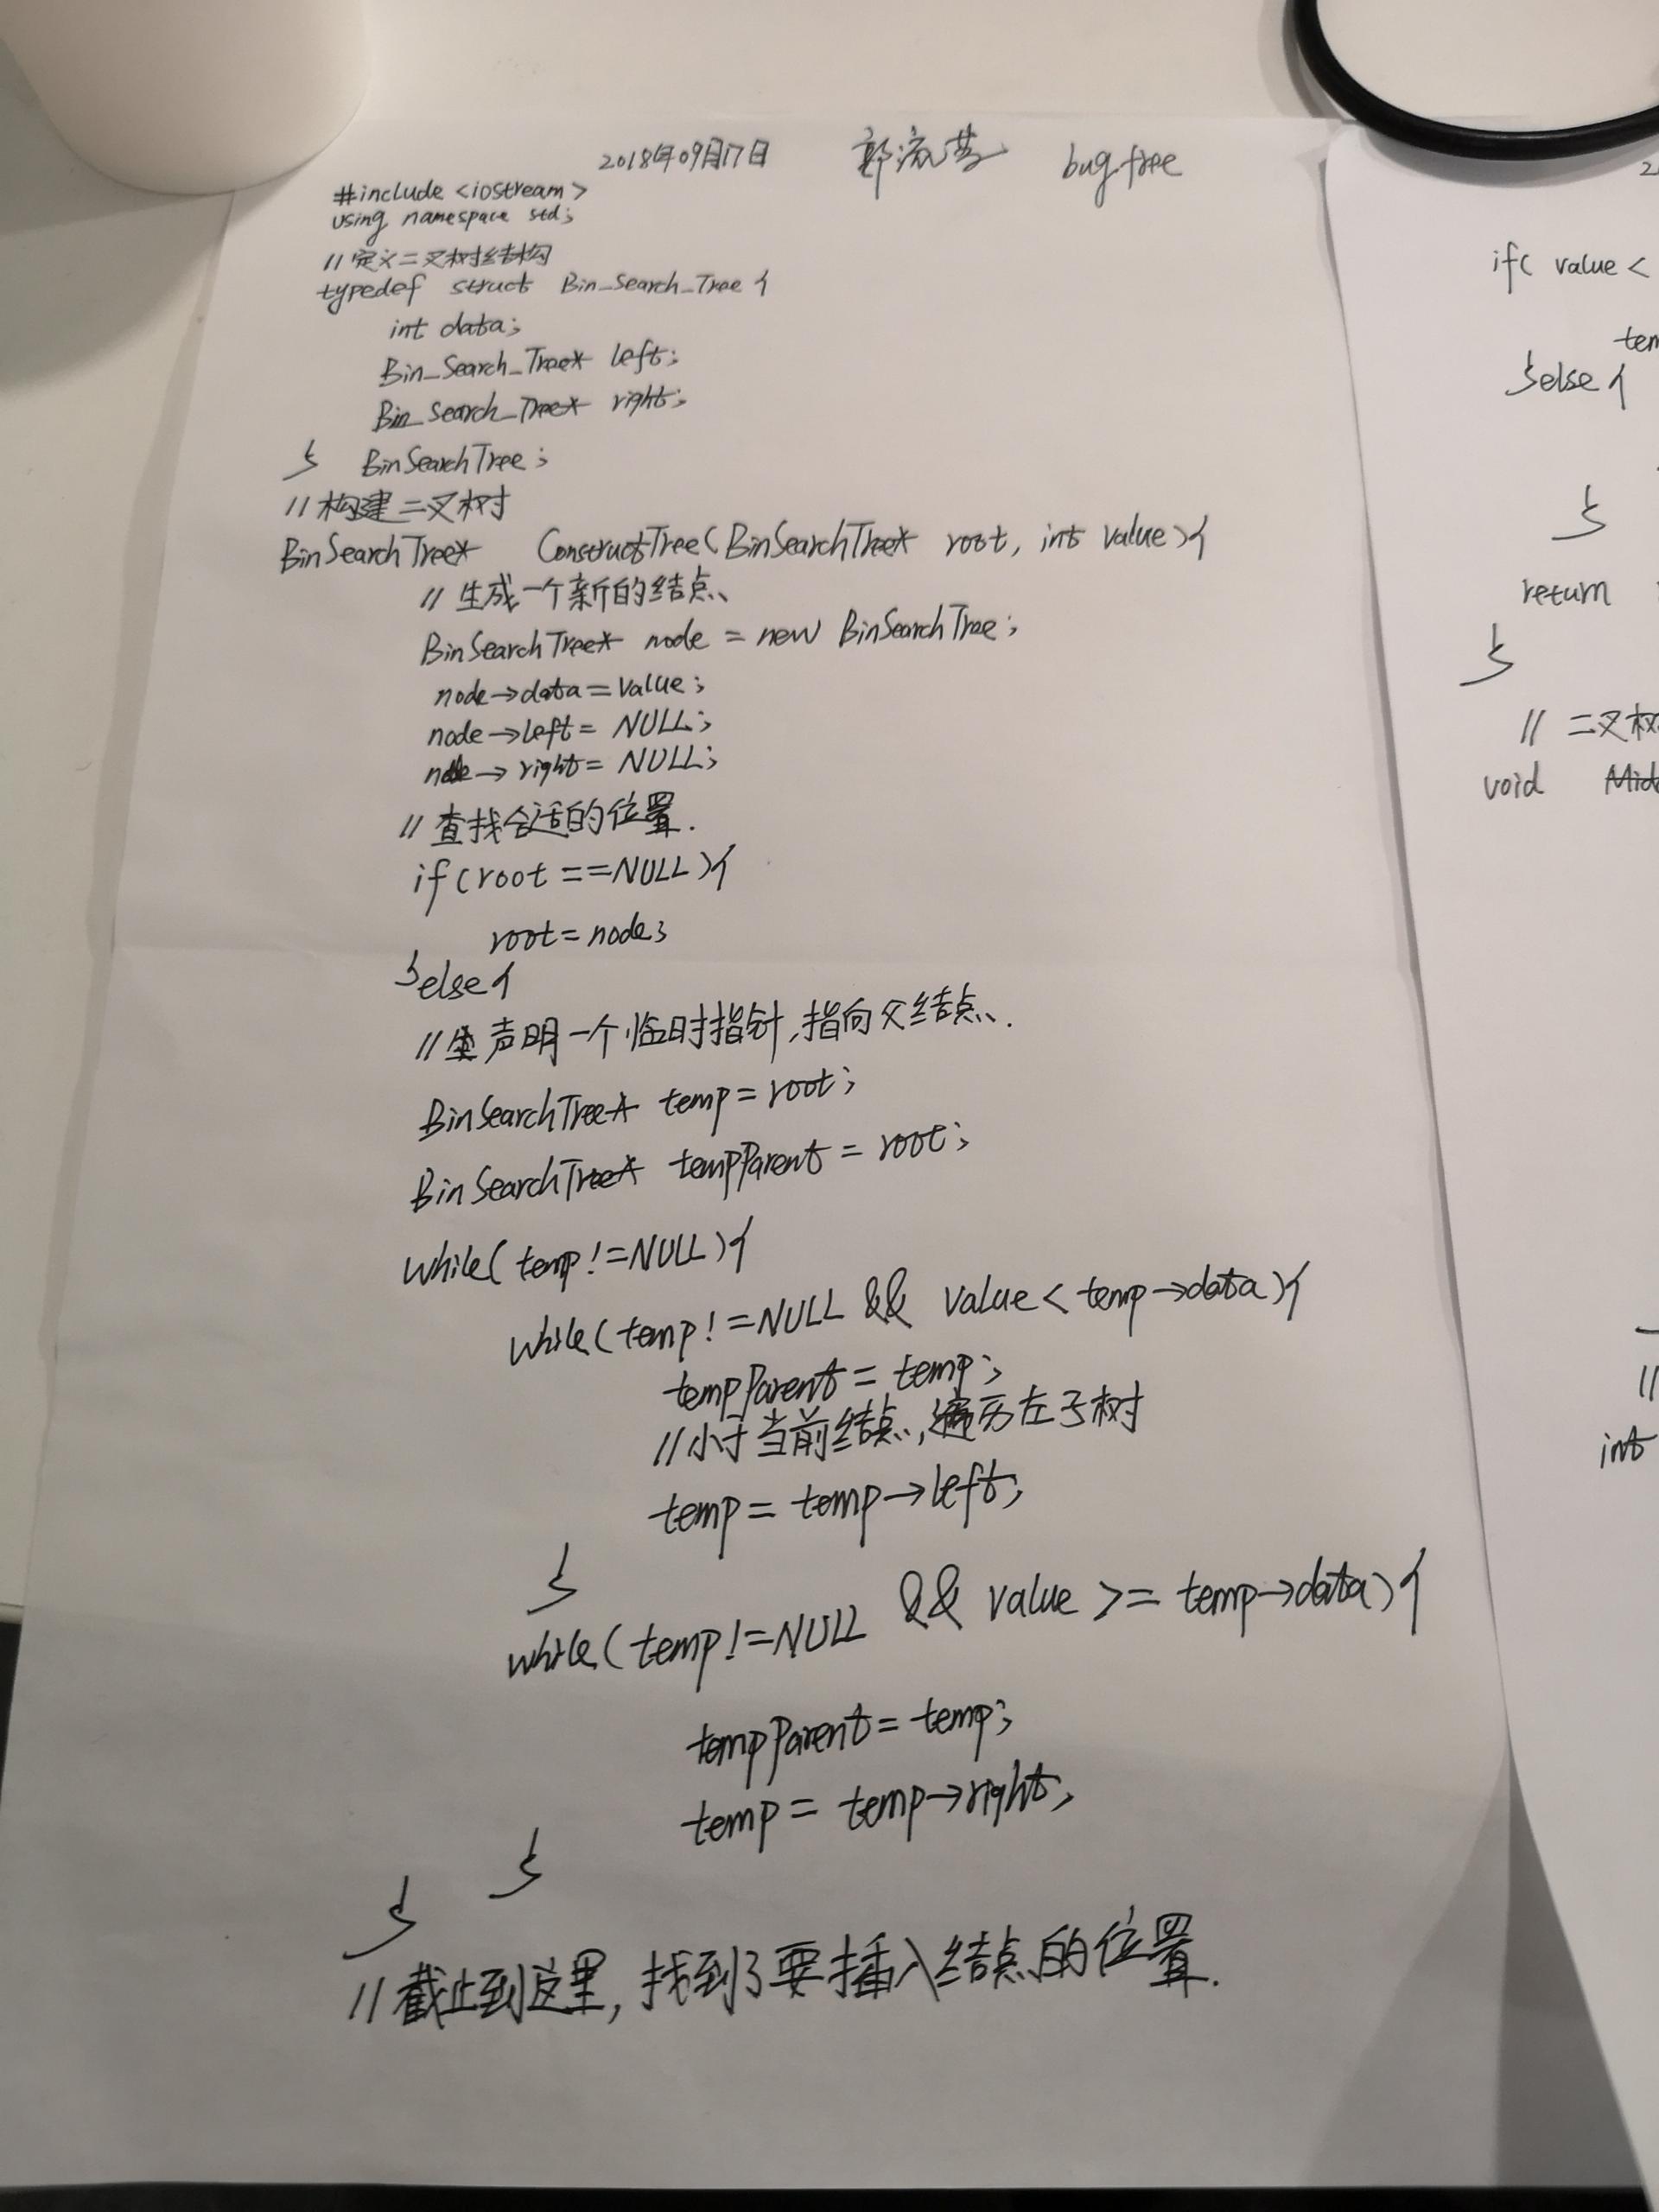 2018年09月17日 郭流芳 bug free
#include <iostream>
using namespace std;
// 定义二叉树结构
typedef struct Bin_Search_Tree {
int data;
Bin_Search_Tree* left;
Bin_Search_Tree* right;
} BinSearchTree;
// 构建二叉树
BinSearchTree* ConstructTree(BinSearchTree* root, int value){
// 生成一个新的结点
BinSearchTree* node = new BinSearchTree;
node→data=value;
node→left= NULL;
node→right= NULL;
// 查找合适的位置.
if(root ==NULL){
root=node;
}else{
// 声明一个临时指针,指向父结点.
BinSearchTree* temp=root;
BinSearchTree* tempParent = root;
while(temp!=NULL){
while(temp!=NULL && value< temp→data){
tempParent = temp;
//小于当前结点,遍历左子树
temp= temp→left;
}
while(temp!=NULL && value >= temp→data){
tempParent= temp;
temp= temp→right;
}
}
//截止到这里,找到了要插入结点的位置.
if( value <
}else{
}
return
}
// 二叉树
void
//
int